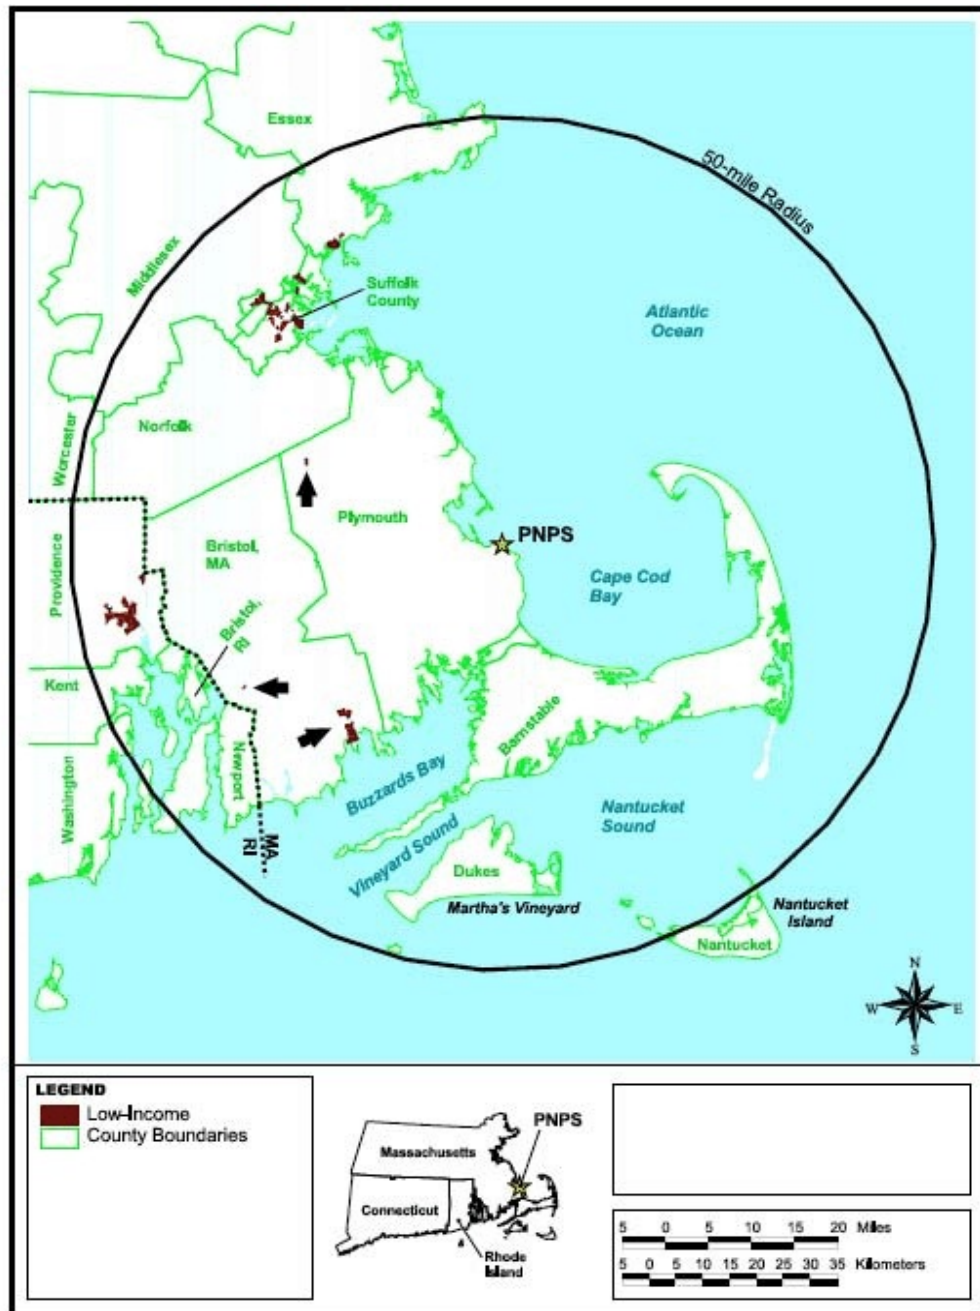 Essex
50-mile Radius
Middlesex
Suffolk
County
Atlantic
Ocean
Worcester
Norfolk
Plymouth
PNPS
Bristol,
MA
Providence
Cape Cod
Bay
Bristol,
RI
Kent
Barnstable
Newport
Washington
Buzzards Bay
Nantucket
Sound
MA
RI
Vineyard Sound
Dukes
Martha's Vineyard
Nantucket
Island
Nantucket
N
W
E
S
LEGEND
Low-Income
County Boundaries
PNPS
Massachusetts
Connecticut
Rhode
Island
5 0 5 10 15 20 Miles
5 0 5 10 15 20 25 30 35 Kilometers